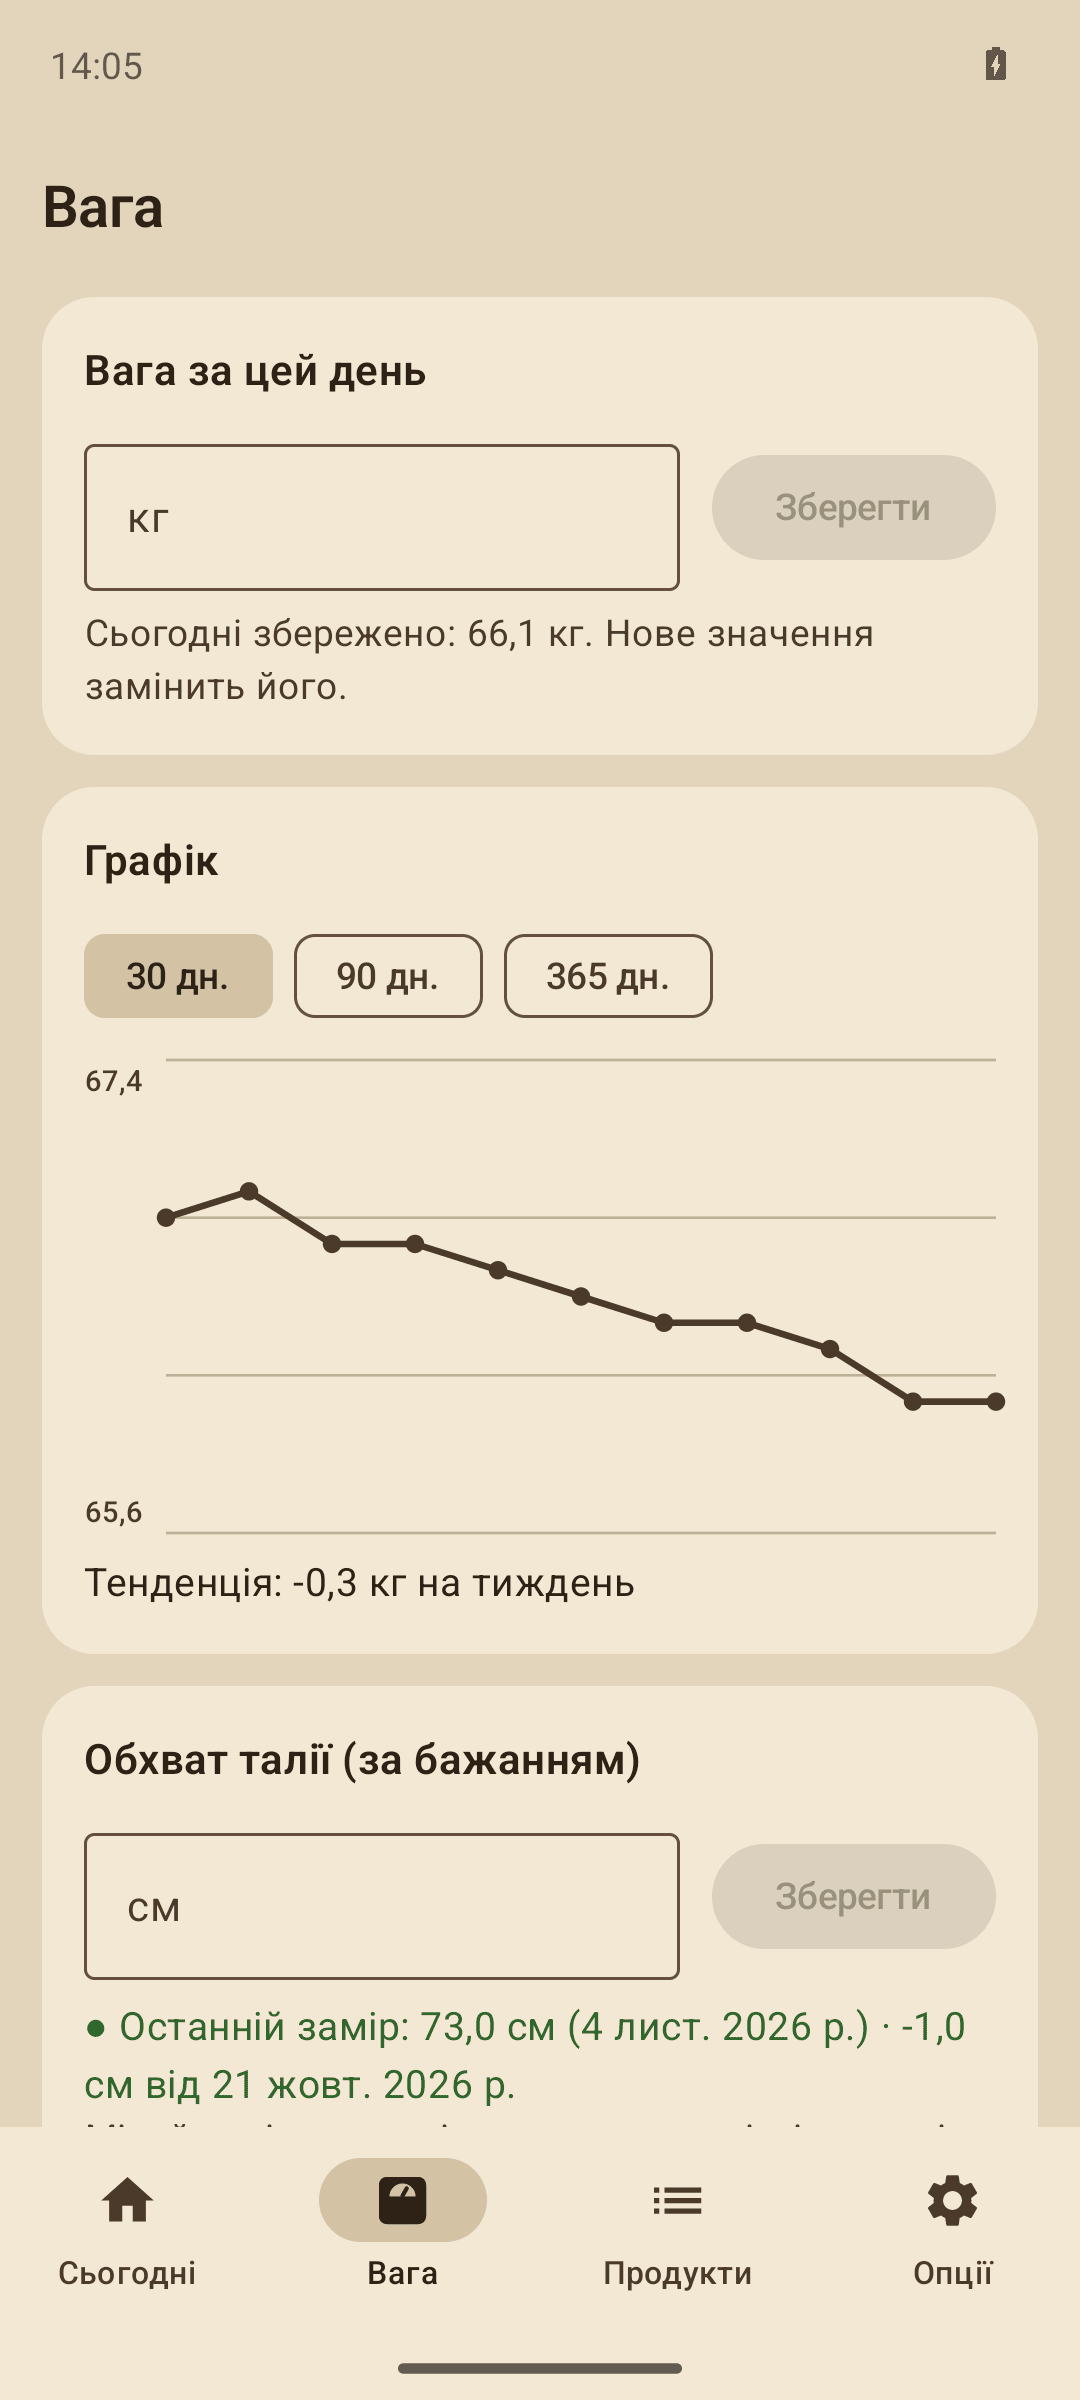 14:05
Вага
Вага за цей день
кг
Зберегти
Сьогодні збережено: 66,1 кг. Нове значення
замінить його.
Графік
30 дн.
90 дн.
365 дн.
67,4
65,6
Тенденція: -0,3 кг на тиждень
Обхват талії (за бажанням)
см
Зберегти
● Останній замір: 73,0 см (4 лист. 2026 р.) · -1,0
см від 21 жовт. 2026 р.
Сьогодні
Вага
Продукти
Опції